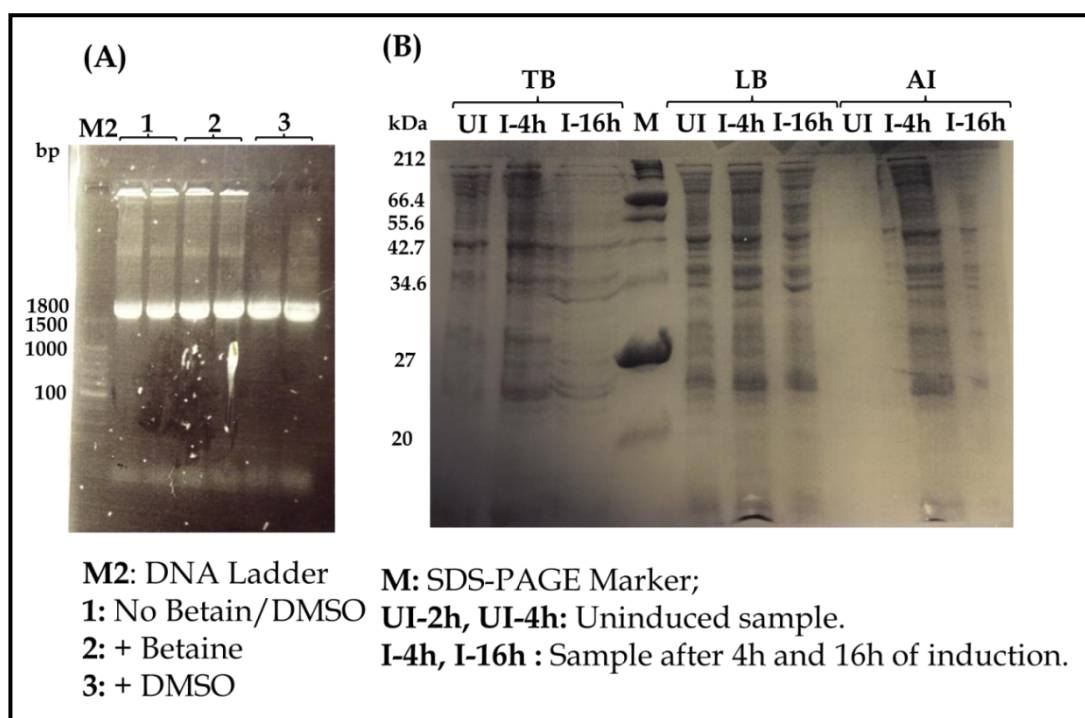 (A)
M2 1 2 3
bp
1800
1500
1000
100
(B)
TB LB AI
kDa UI I-4h I-16h M UI I-4h I-16h UI I-4h I-16h
212
66.4
55.6
42.7
34.6
27
20
M2: DNA Ladder
1: No Betain/DMSO
2: + Betaine
3: + DMSO
M: SDS-PAGE Marker;
UI-2h, UI-4h: Uninduced sample.
I-4h, I-16h : Sample after 4h and 16h of induction.